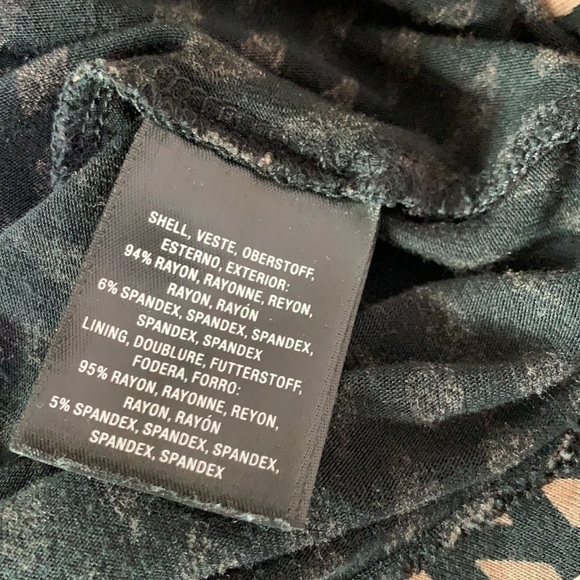 SHELL, VESTE, OBERSTOFF,
ESTERNO, EXTERIOR:
94% RAYON, RAYONNE, REYON,
RAYON, RAYÓN
6% SPANDEX, SPANDEX, SPANDEX,
SPANDEX, SPANDEX
LINING, DOUBLURE, FUTTERSTOFF,
FODERA, FORRO:
95% RAYON, RAYONNE, REYON,
RAYON, RAYÓN
5% SPANDEX, SPANDEX, SPANDEX,
SPANDEX, SPANDEX